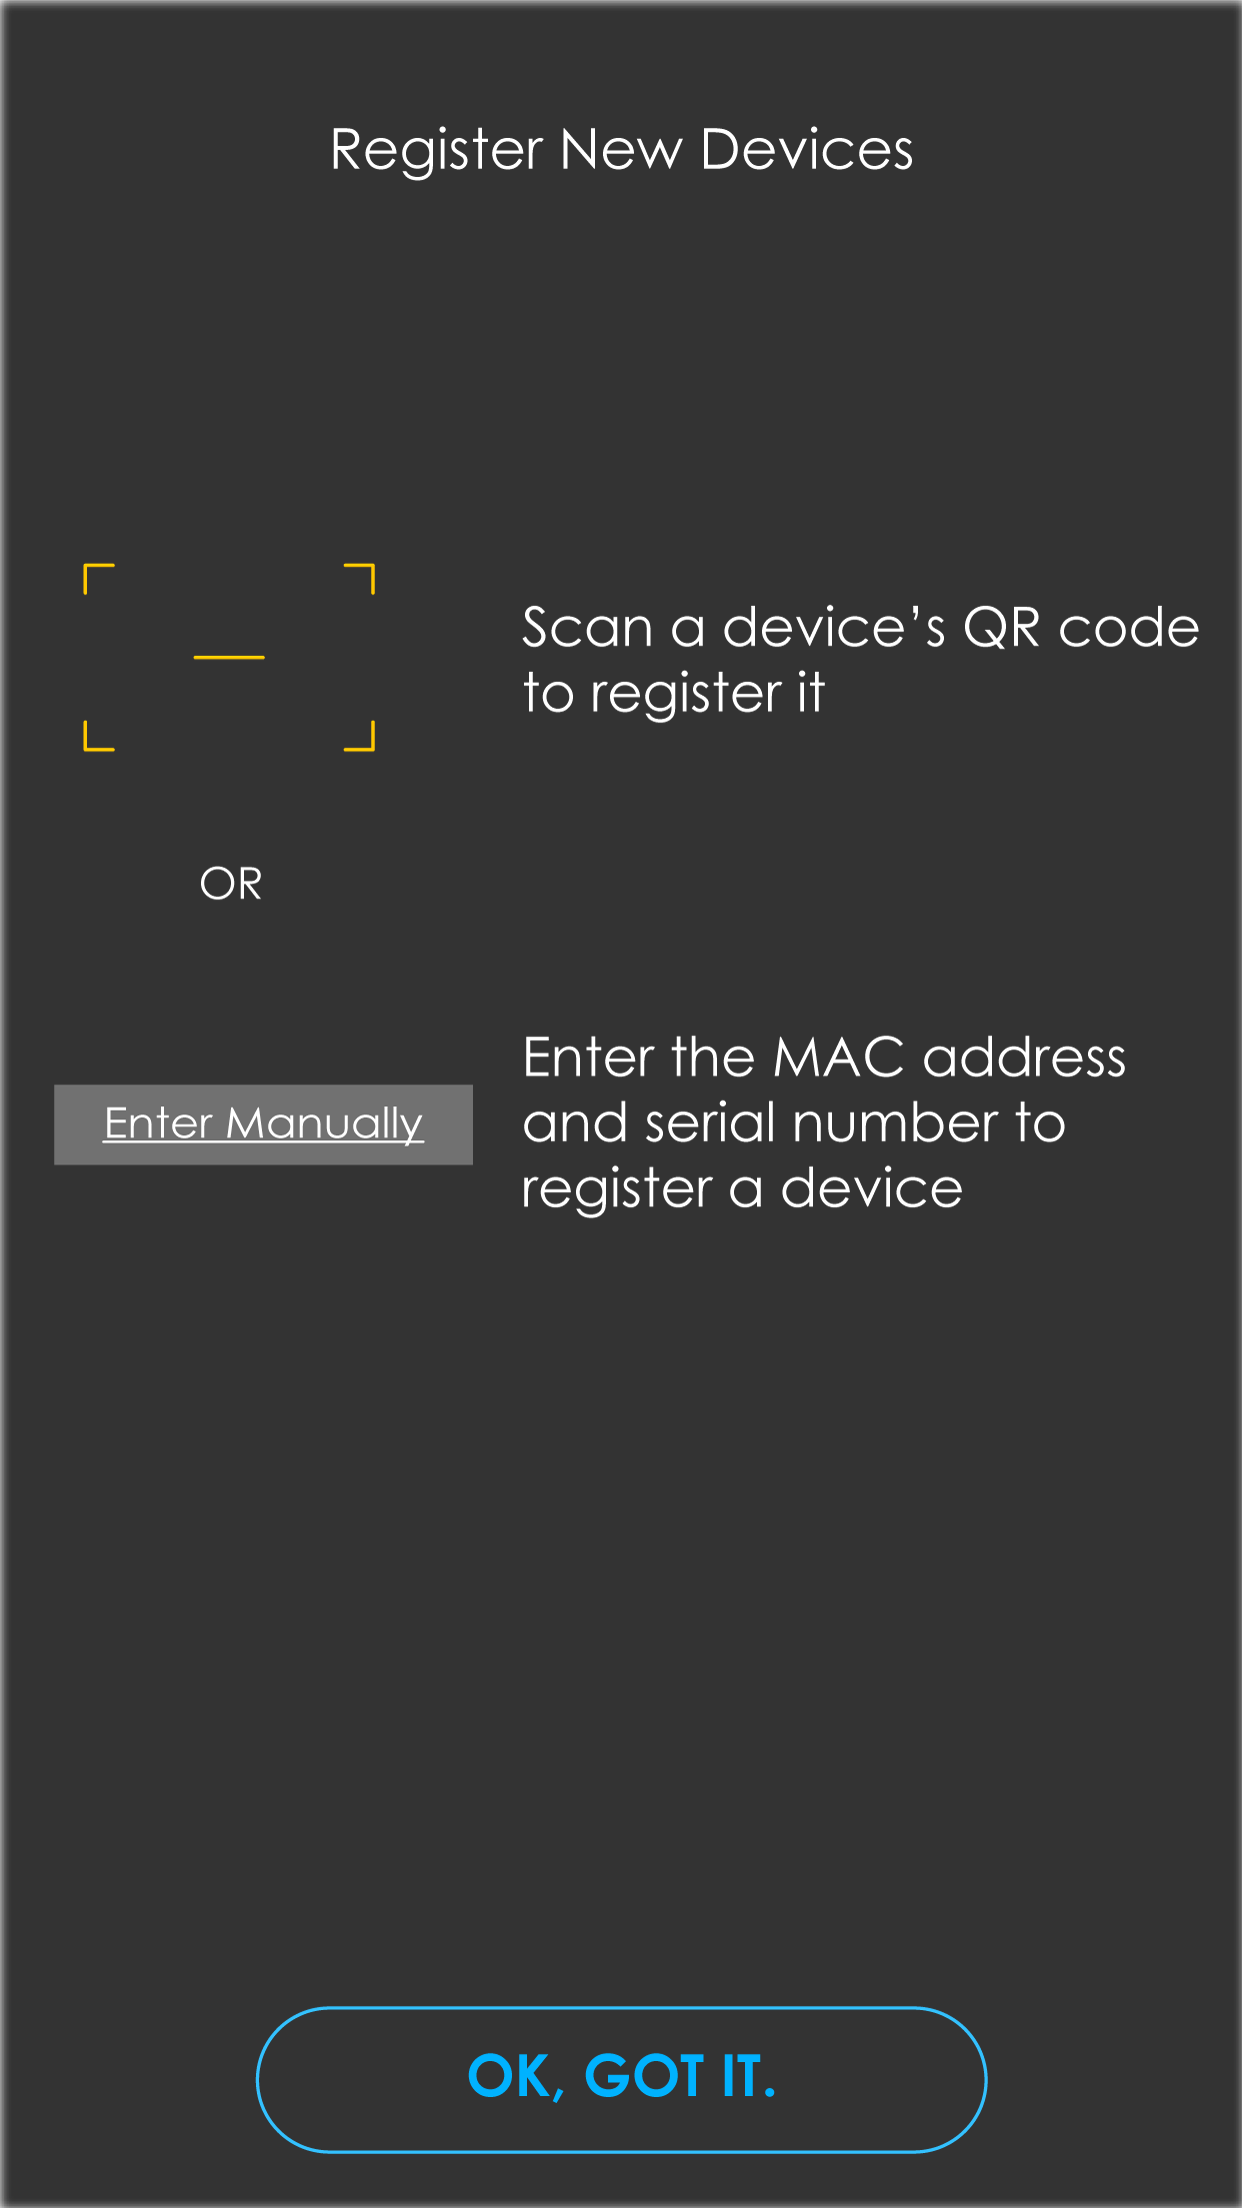 Register New Devices
Scan a device’s QR code
to register it
OR
Enter Manually
Enter the MAC address
and serial number to
register a device
OK, GOT IT.